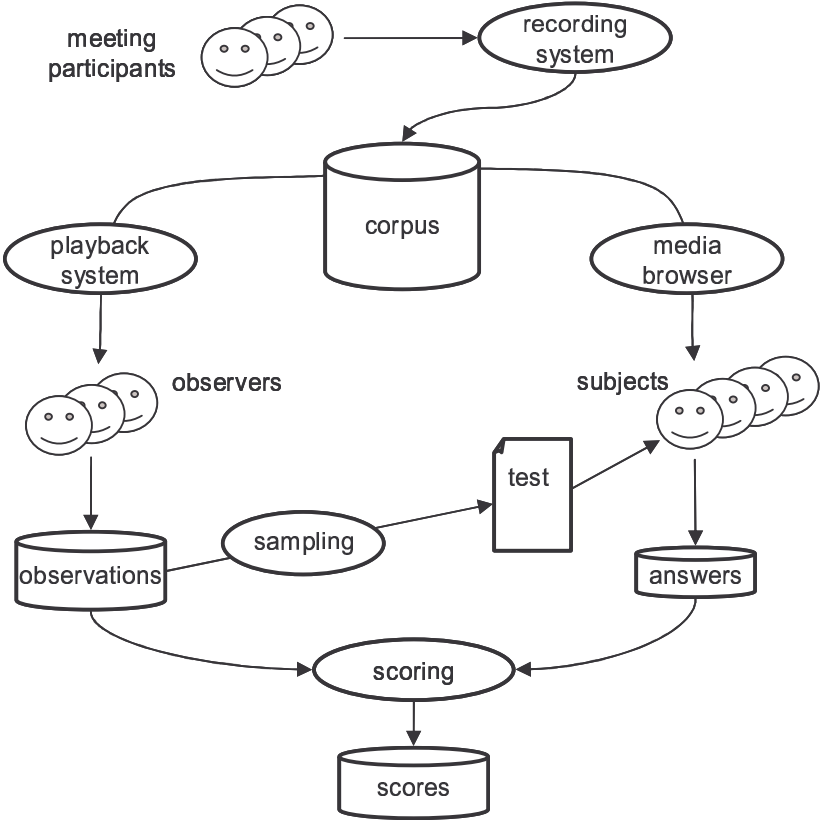 meeting
participants
recording
system
corpus
playback
system
media
browser
observers
subjects
test
sampling
observations
answers
scoring
scores